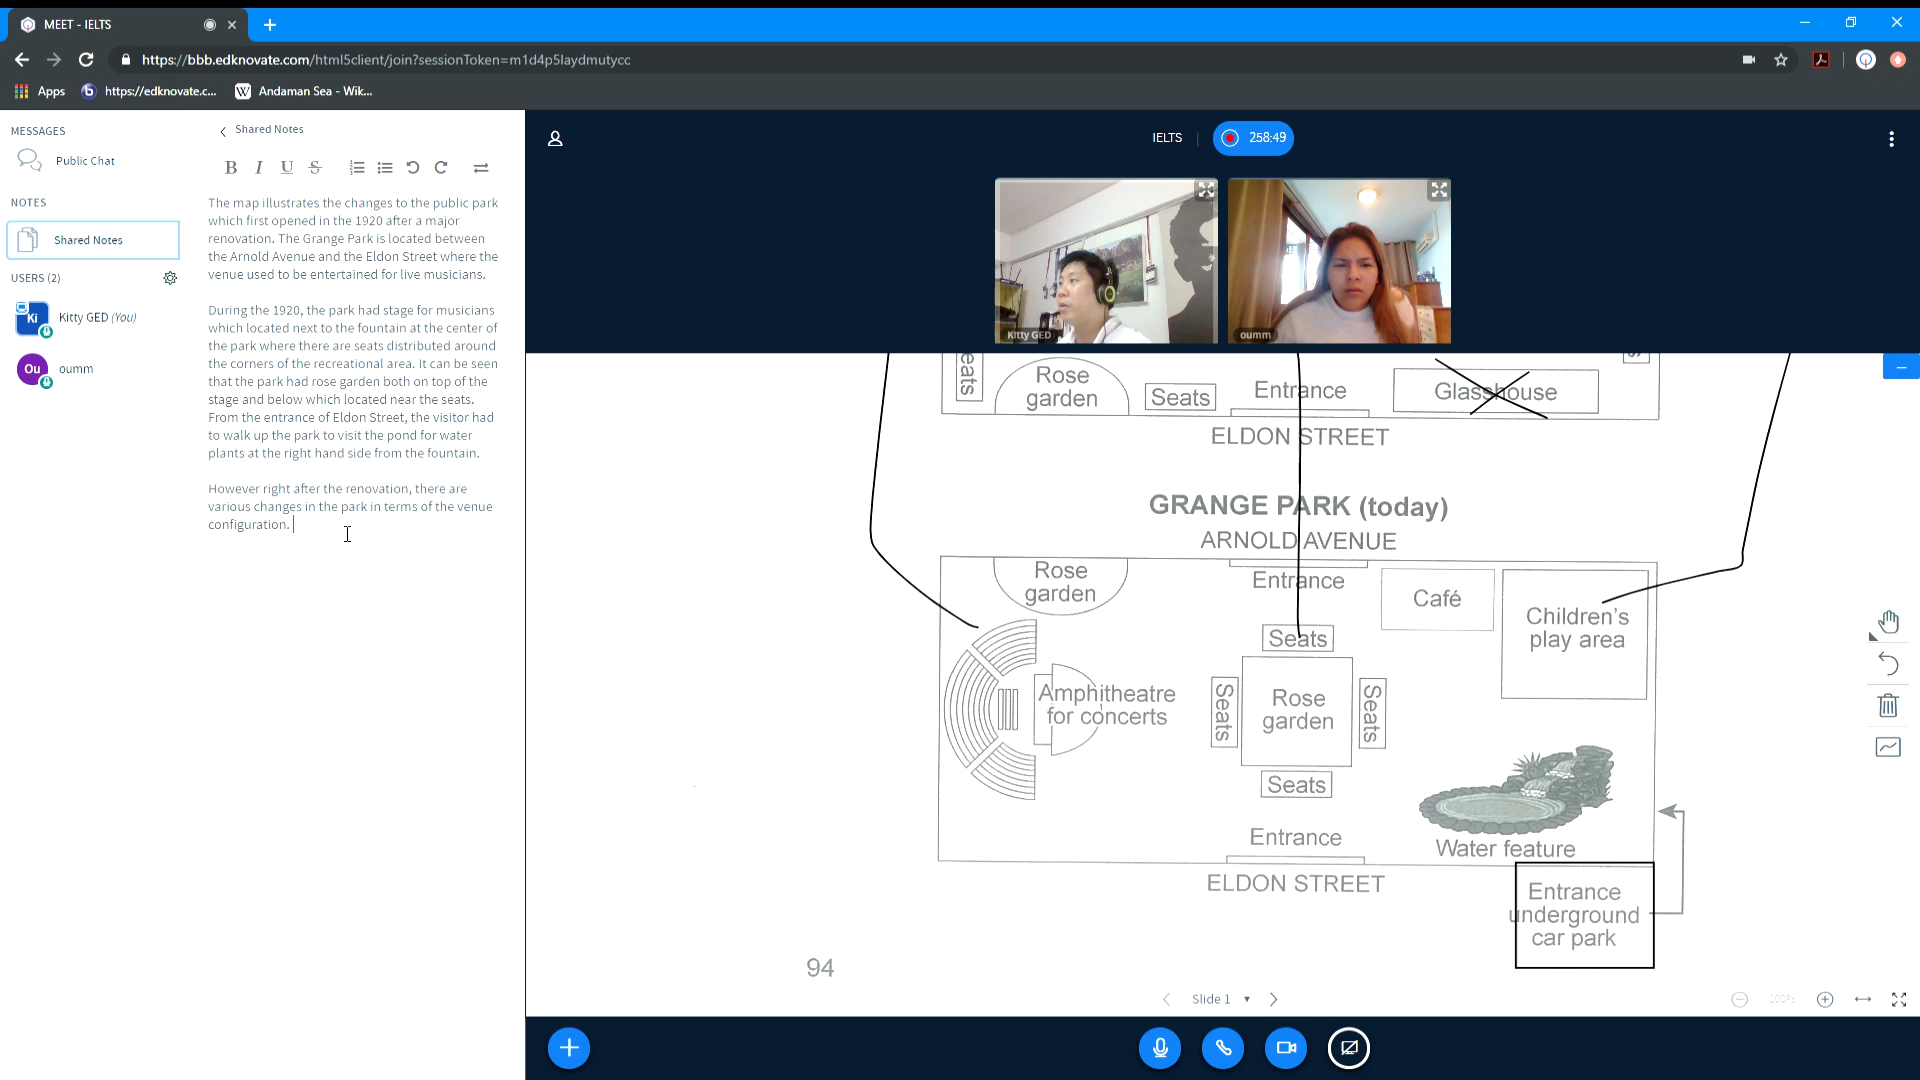 MEET - IELTS
https://bbb.edknovate.com/html5client/join?sessionToken=m1d4p5laydmutycc
Apps
https://edknovate.c...
Andaman Sea - Wik...
MESSAGES
Public Chat
NOTES
Shared Notes
USERS (2)
Ki
Kitty GED (You)
Ou
oumm
Shared Notes
B I U S
The map illustrates the changes to the public park
which first opened in the 1920 after a major
renovation. The Grange Park is located between
the Arnold Avenue and the Eldon Street where the
venue used to be entertained for live musicians.
During the 1920, the park had stage for musicians
which located next to the fountain at the center of
the park where there are seats distributed around
the corners of the recreational area. It can be seen
that the park had rose garden both on top of the
stage and below which located near the seats.
From the entrance of Eldon Street, the visitor had
to walk up the park to visit the pond for water
plants at the right hand side from the fountain.
However right after the renovation, there are
various changes in the park in terms of the venue
configuration.
IELTS
258:49
Kitty GED
oumm
Seats
Rose
garden
Seats
Entrance
Glasshouse
ELDON STREET
GRANGE PARK (today)
ARNOLD AVENUE
Rose
garden
Entrance
Café
Children's
play area
Seats
Amphitheatre
for concerts
Seats
Rose
garden
Seats
Seats
Entrance
Water feature
ELDON STREET
Entrance
underground
car park
94
Slide 1
100%